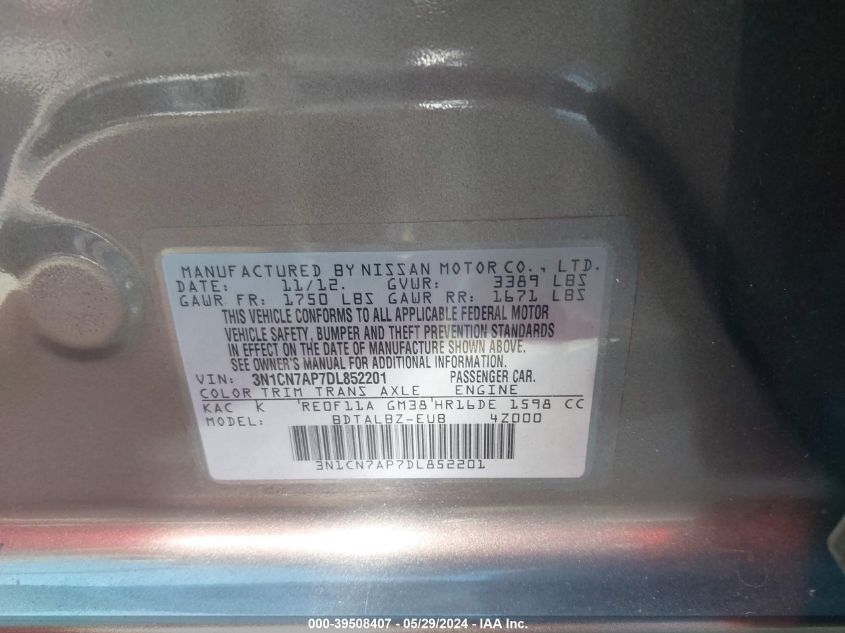 MANUFACTURED BY NISSAN MOTOR CO., LTD.
DATE: 11/12. GVWR: 3389 LBS
GAWR FR: 1750 LBS GAWR RR: 1671 LBS
THIS VEHICLE CONFORMS TO ALL APPLICABLE FEDERAL MOTOR
VEHICLE SAFETY, BUMPER AND THEFT PREVENTION STANDARDS
IN EFFECT ON THE DATE OF MANUFACTURE SHOWN ABOVE.
SEE OWNER'S MANUAL FOR ADDITIONAL INFORMATION.
VIN: 3N1CN7AP7DL852201 PASSENGER CAR.
COLOR TRIM TRANS AXLE ENGINE
KAC K 'RE0F11A GM38'HR16DE 1598 CC
MODEL: BDTALBZ-EUB 4Z000
3N1CN7AP7DL852201
000-39508407 - 05/29/2024 - IAA Inc.